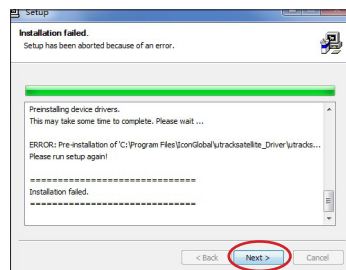 Setup
Installation failed.
Setup has been aborted because of an error.
Preinstalling device drivers.
This may take some time to complete. Please wait ...
ERROR: Pre-installation of 'C:\Program Files\IconGlobal\utracksatellite_Driver\utracks...
Please run setup again!
==============================
Installation failed.
==============================
< Back
Next >
Cancel